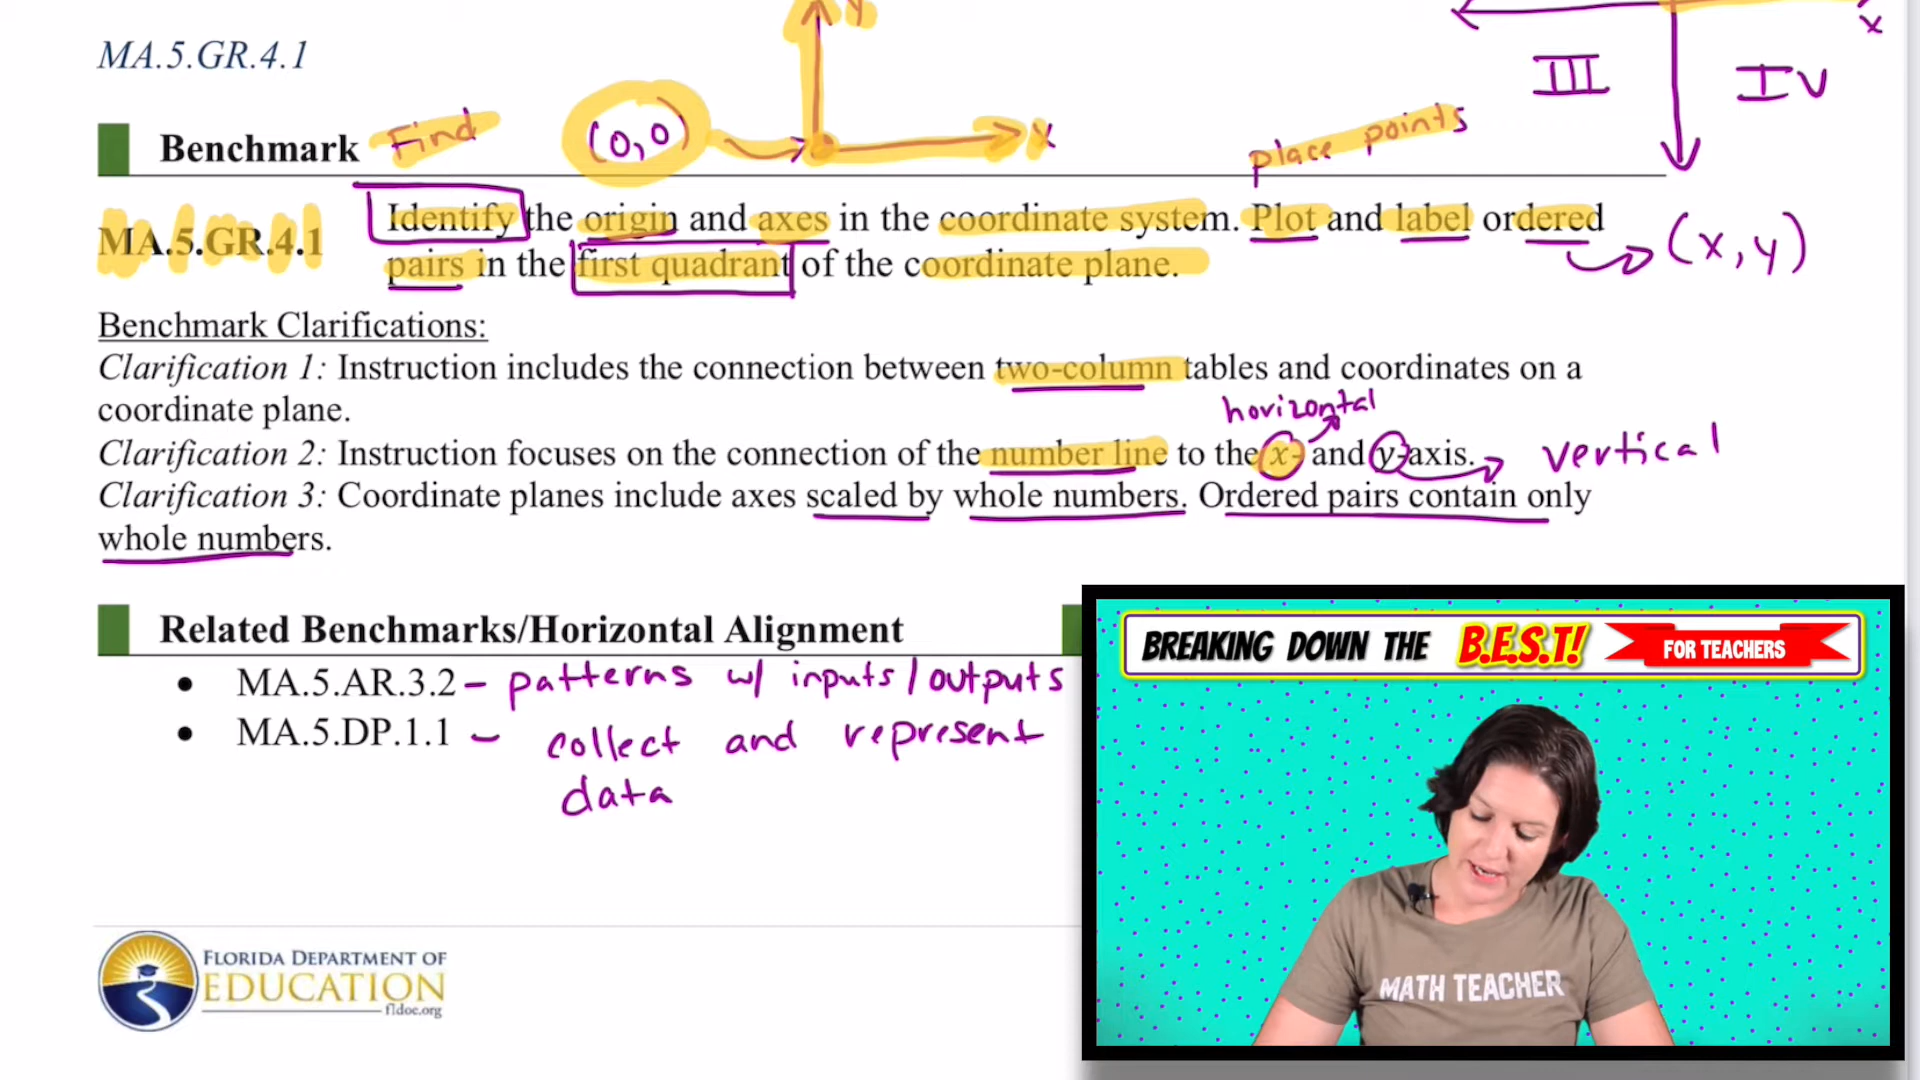 MA.5.GR.4.1
y
x
III
IV
Benchmark
Find
(0,0)
x
place points
MA.5.GR.4.1
Identify the origin and axes in the coordinate system. Plot and label ordered
pairs in the first quadrant of the coordinate plane.
(x,y)
Benchmark Clarifications:
Clarification 1: Instruction includes the connection between two-column tables and coordinates on a
coordinate plane.
horizontal
Clarification 2: Instruction focuses on the connection of the number line to the x- and y-axis.
vertical
Clarification 3: Coordinate planes include axes scaled by whole numbers. Ordered pairs contain only
whole numbers.
Related Benchmarks/Horizontal Alignment
• MA.5.AR.3.2 - patterns w/ inputs/outputs
• MA.5.DP.1.1 - collect and represent
data
BREAKING DOWN THE B.E.S.T! FOR TEACHERS
MATH TEACHER
FLORIDA DEPARTMENT OF
EDUCATION
fldoc.org